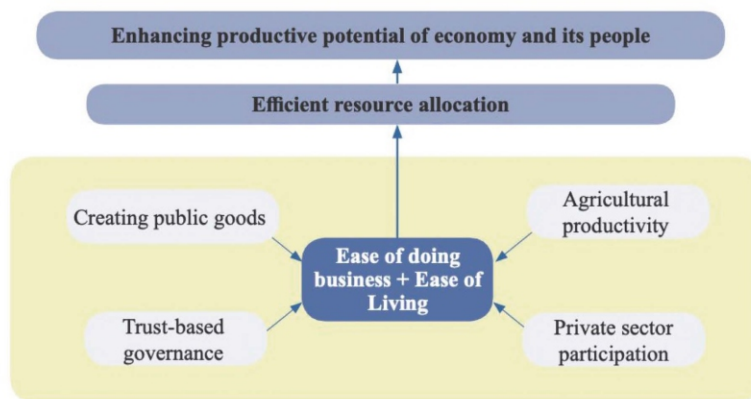 Enhancing productive potential of economy and its people
Efficient resource allocation
Creating public goods
Agricultural
productivity
Ease of doing
business + Ease of
Living
Trust-based
governance
Private sector
participation